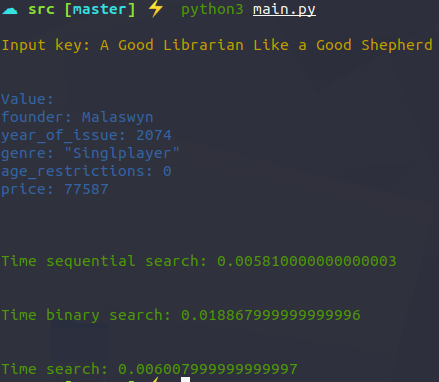 src [master] ⚡ python3 main.py
Input key: A Good Librarian Like a Good Shepherd
Value:
founder: Malaswyn
year_of_issue: 2074
genre: "Singlplayer"
age_restrictions: 0
price: 77587
Time sequential search: 0.005810000000000003
Time binary search: 0.018867999999999996
Time search: 0.006007999999999997